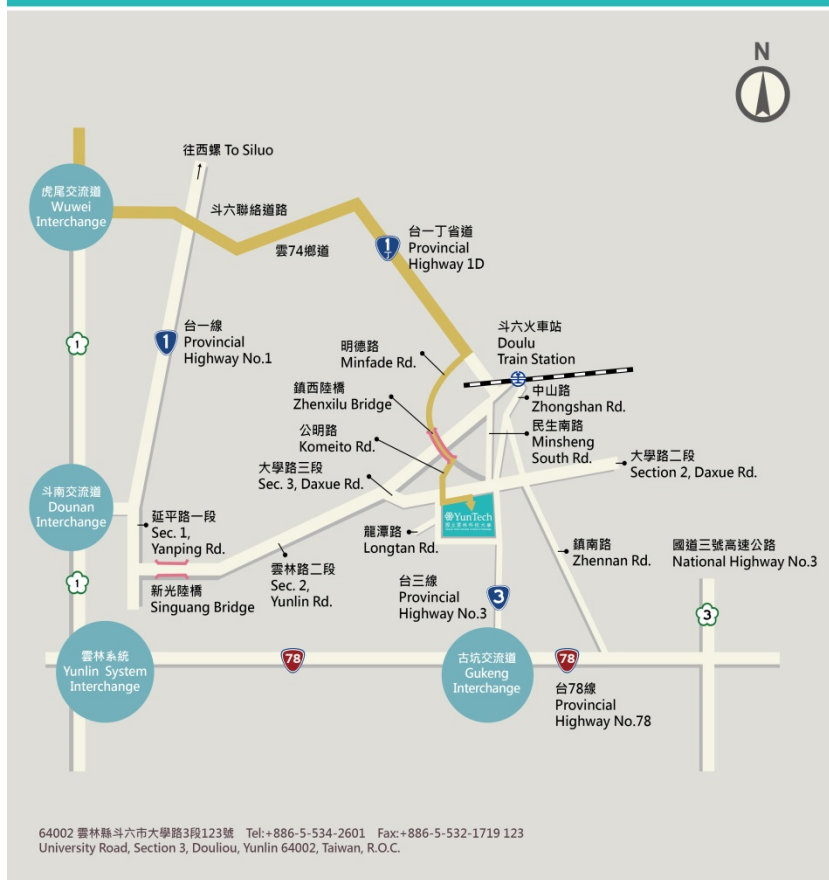 N
往西螺 To Siluo
虎尾交流道
Wuwei
Interchange
斗六聯絡道路
雲74鄉道
1
丁
台一丁省道
Provincial
Highway 1D
1
1
台一線
Provincial
Highway No.1
明德路
Minfade Rd.
斗六火車站
Doulu
Train Station
鎮西陸橋
Zhenxilu Bridge
中山路
Zhongshan Rd.
公明路
Komeito Rd.
民生南路
Minsheng
South Rd.
大學路三段
Sec. 3, Daxue Rd.
大學路二段
Section 2, Daxue Rd.
斗南交流道
Dounan
Interchange
延平路一段
Sec. 1,
Yanping Rd.
YunTech
國立雲林科技大學
龍潭路
Longtan Rd.
鎮南路
Zhennan Rd.
國道三號高速公路
National Highway No.3
1
新光陸橋
Singuang Bridge
雲林路二段
Sec. 2,
Yunlin Rd.
台三線
Provincial
Highway No.3
3
3
雲林系統
Yunlin System
Interchange
78
古坑交流道
Gukeng
Interchange
78
台78線
Provincial
Highway No.78
64002 雲林縣斗六市大學路3段123號 Tel:+886-5-534-2601 Fax:+886-5-532-1719 123
University Road, Section 3, Douliou, Yunlin 64002, Taiwan, R.O.C.